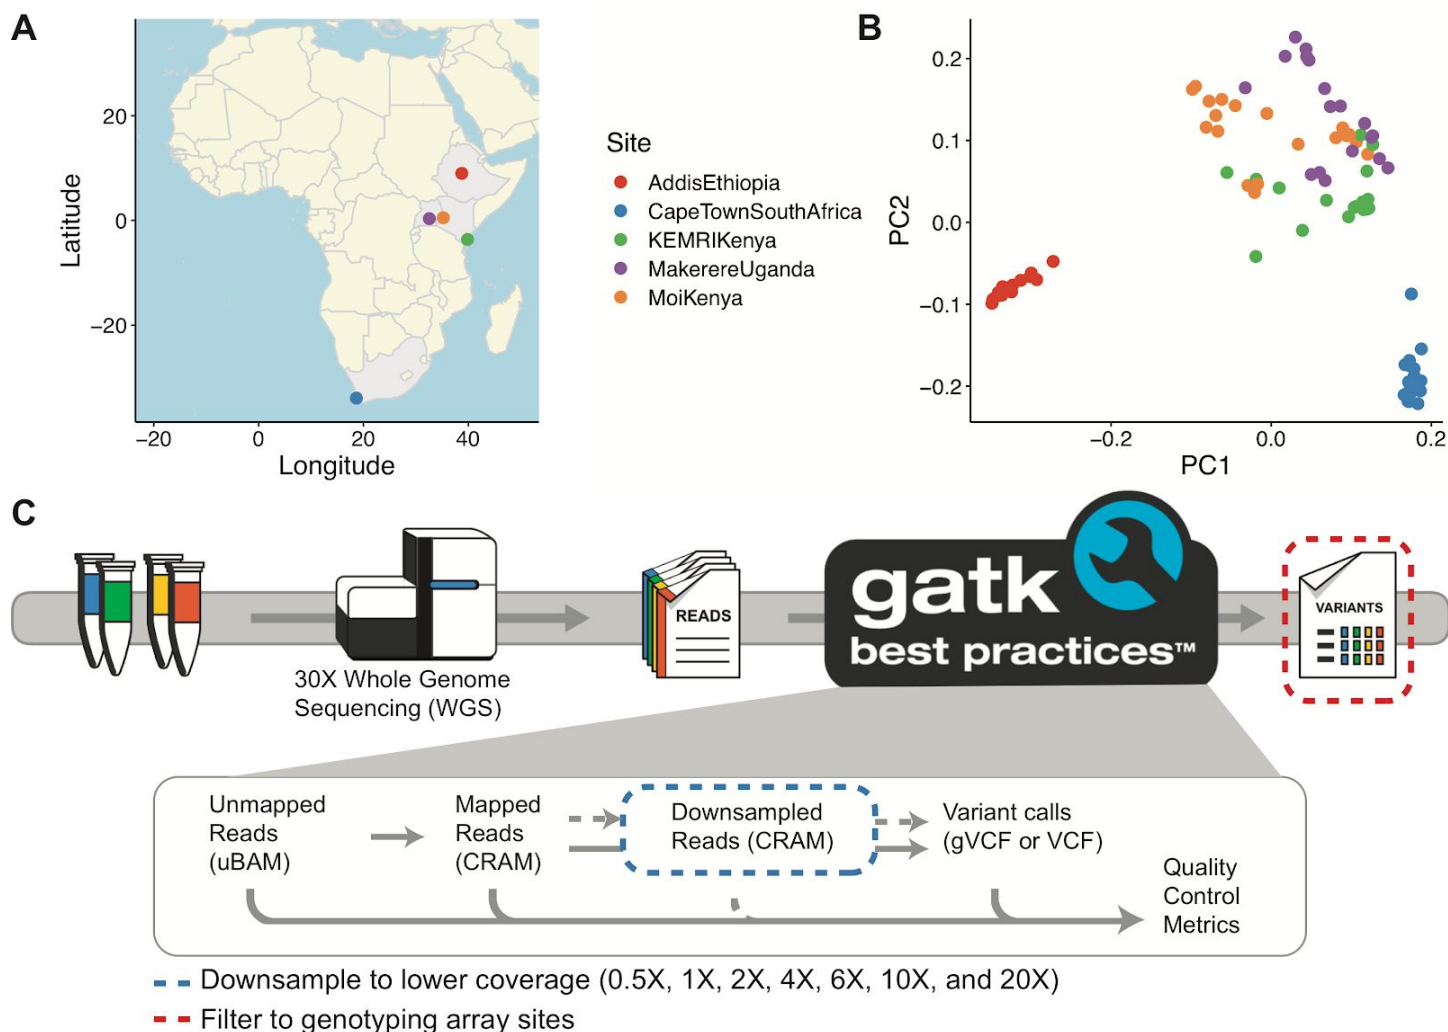 A
20
0
−20
Latitude
−20
0
20
40
Longitude
Site
AddisEthiopia
CapeTownSouthAfrica
KEMRIKenya
MakerereUganda
MoiKenya
B
0.2
0.1
0.0
−0.1
−0.2
PC2
−0.2
0.0
0.2
PC1
C
30X Whole Genome
Sequencing (WGS)
READS
gatk
best practices™
VARIANTS
Unmapped
Reads
(uBAM)
Mapped
Reads
(CRAM)
Downsampled
Reads (CRAM)
Variant calls
(gVCF or VCF)
Quality
Control
Metrics
Downsample to lower coverage (0.5X, 1X, 2X, 4X, 6X, 10X, and 20X)
Filter to genotyping array sites